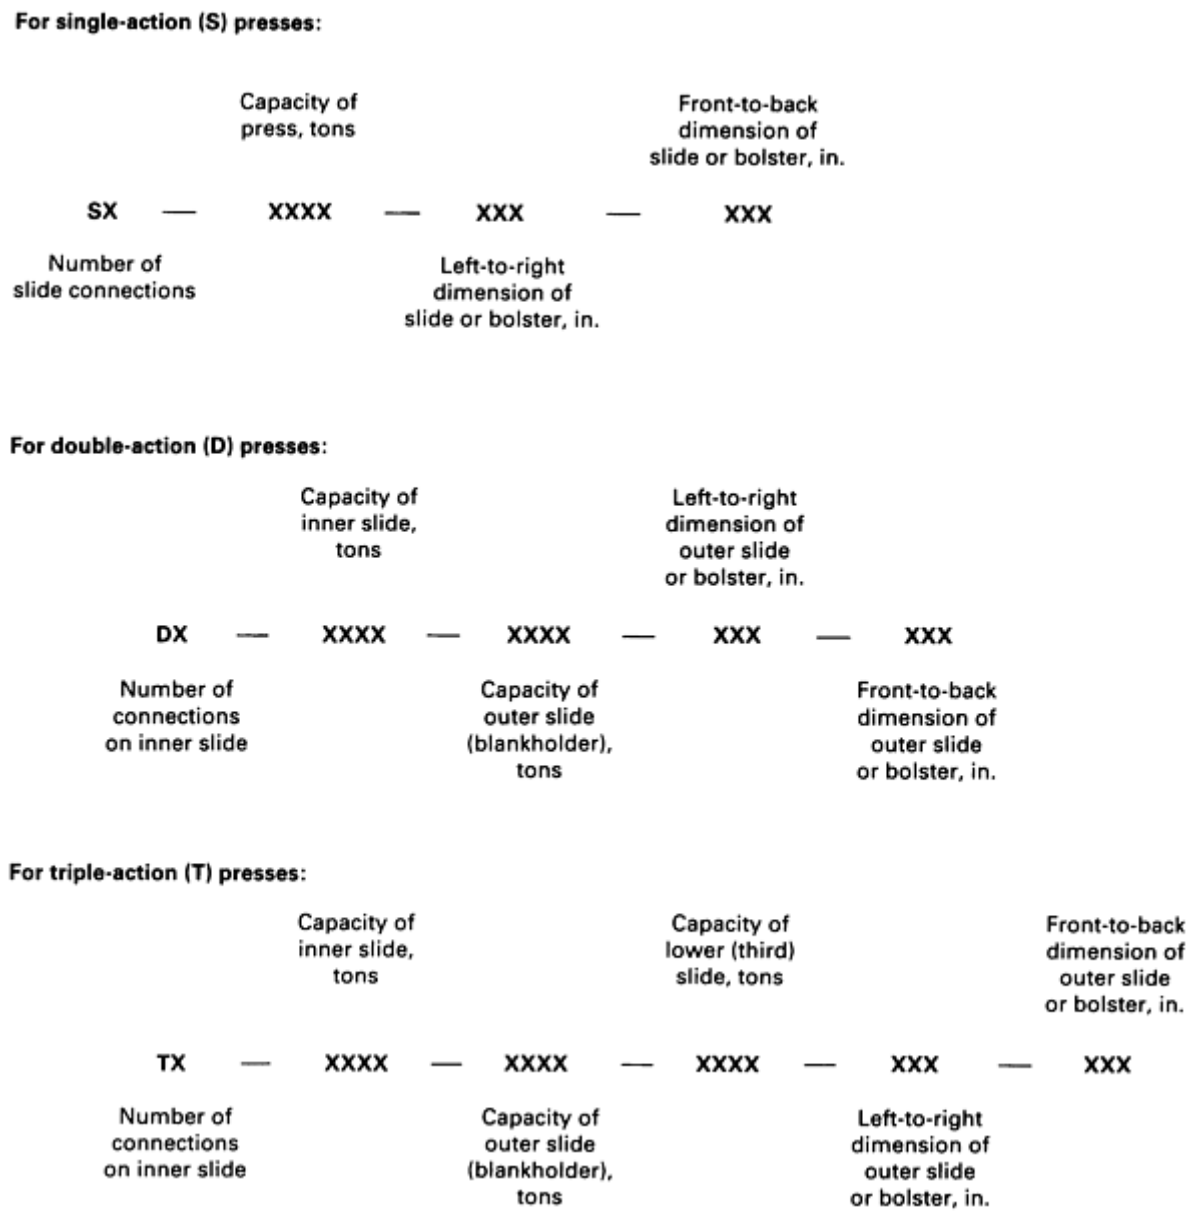 For single-action (S) presses:
Capacity of
press, tons
Front-to-back
dimension of
slide or bolster, in.
SX — XXXX — XXX — XXX
Number of
slide connections
Left-to-right
dimension of
slide or bolster, in.
For double-action (D) presses:
Capacity of
inner slide,
tons
Left-to-right
dimension of
outer slide
or bolster, in.
DX — XXXX — XXXX — XXX — XXX
Number of
connections
on inner slide
Capacity of
outer slide
(blankholder),
tons
Front-to-back
dimension of
outer slide
or bolster, in.
For triple-action (T) presses:
Capacity of
inner slide,
tons
Capacity of
lower (third)
slide, tons
Front-to-back
dimension of
outer slide
or bolster, in.
TX — XXXX — XXXX — XXXX — XXX — XXX
Number of
connections
on inner slide
Capacity of
outer slide
(blankholder),
tons
Left-to-right
dimension of
outer slide
or bolster, in.